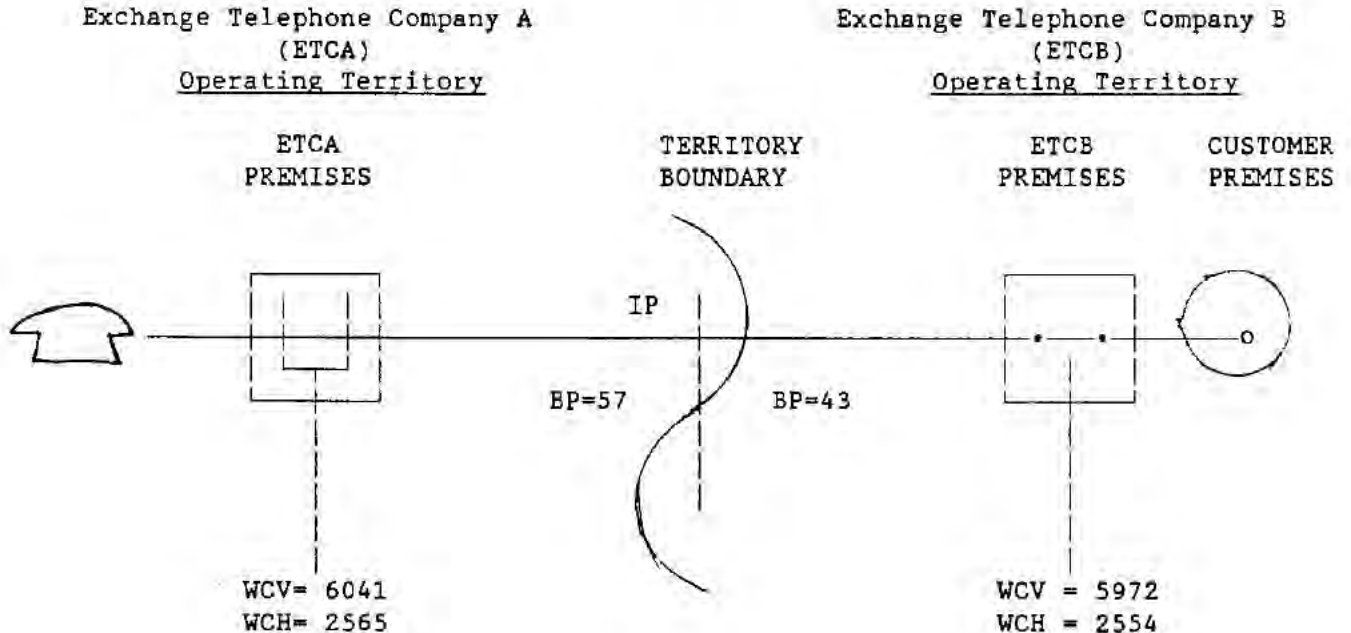 Exchange Telephone Company A
(ETCA)
Operating Territory
Exchange Telephone Company B
(ETCB)
Operating Territory
ETCA
PREMISES
TERRITORY
BOUNDARY
ETCB
PREMISES
CUSTOMER
PREMISES
IP
BP=57
BP=43
WCV= 6041
WCH= 2565
WCV = 5972
WCH = 2554